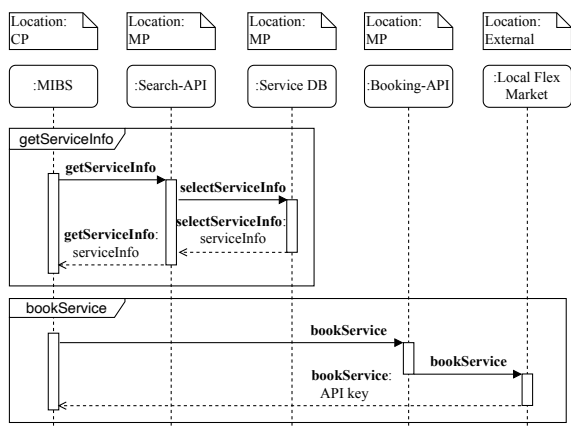 Location:
CP
Location:
MP
Location:
MP
Location:
MP
Location:
External
:MIBS
:Search-API
:Service DB
:Booking-API
:Local Flex
Market
getServiceInfo
getServiceInfo
selectServiceInfo
selectServiceInfo:
serviceInfo
getServiceInfo:
serviceInfo
bookService
bookService
bookService
bookService:
API key